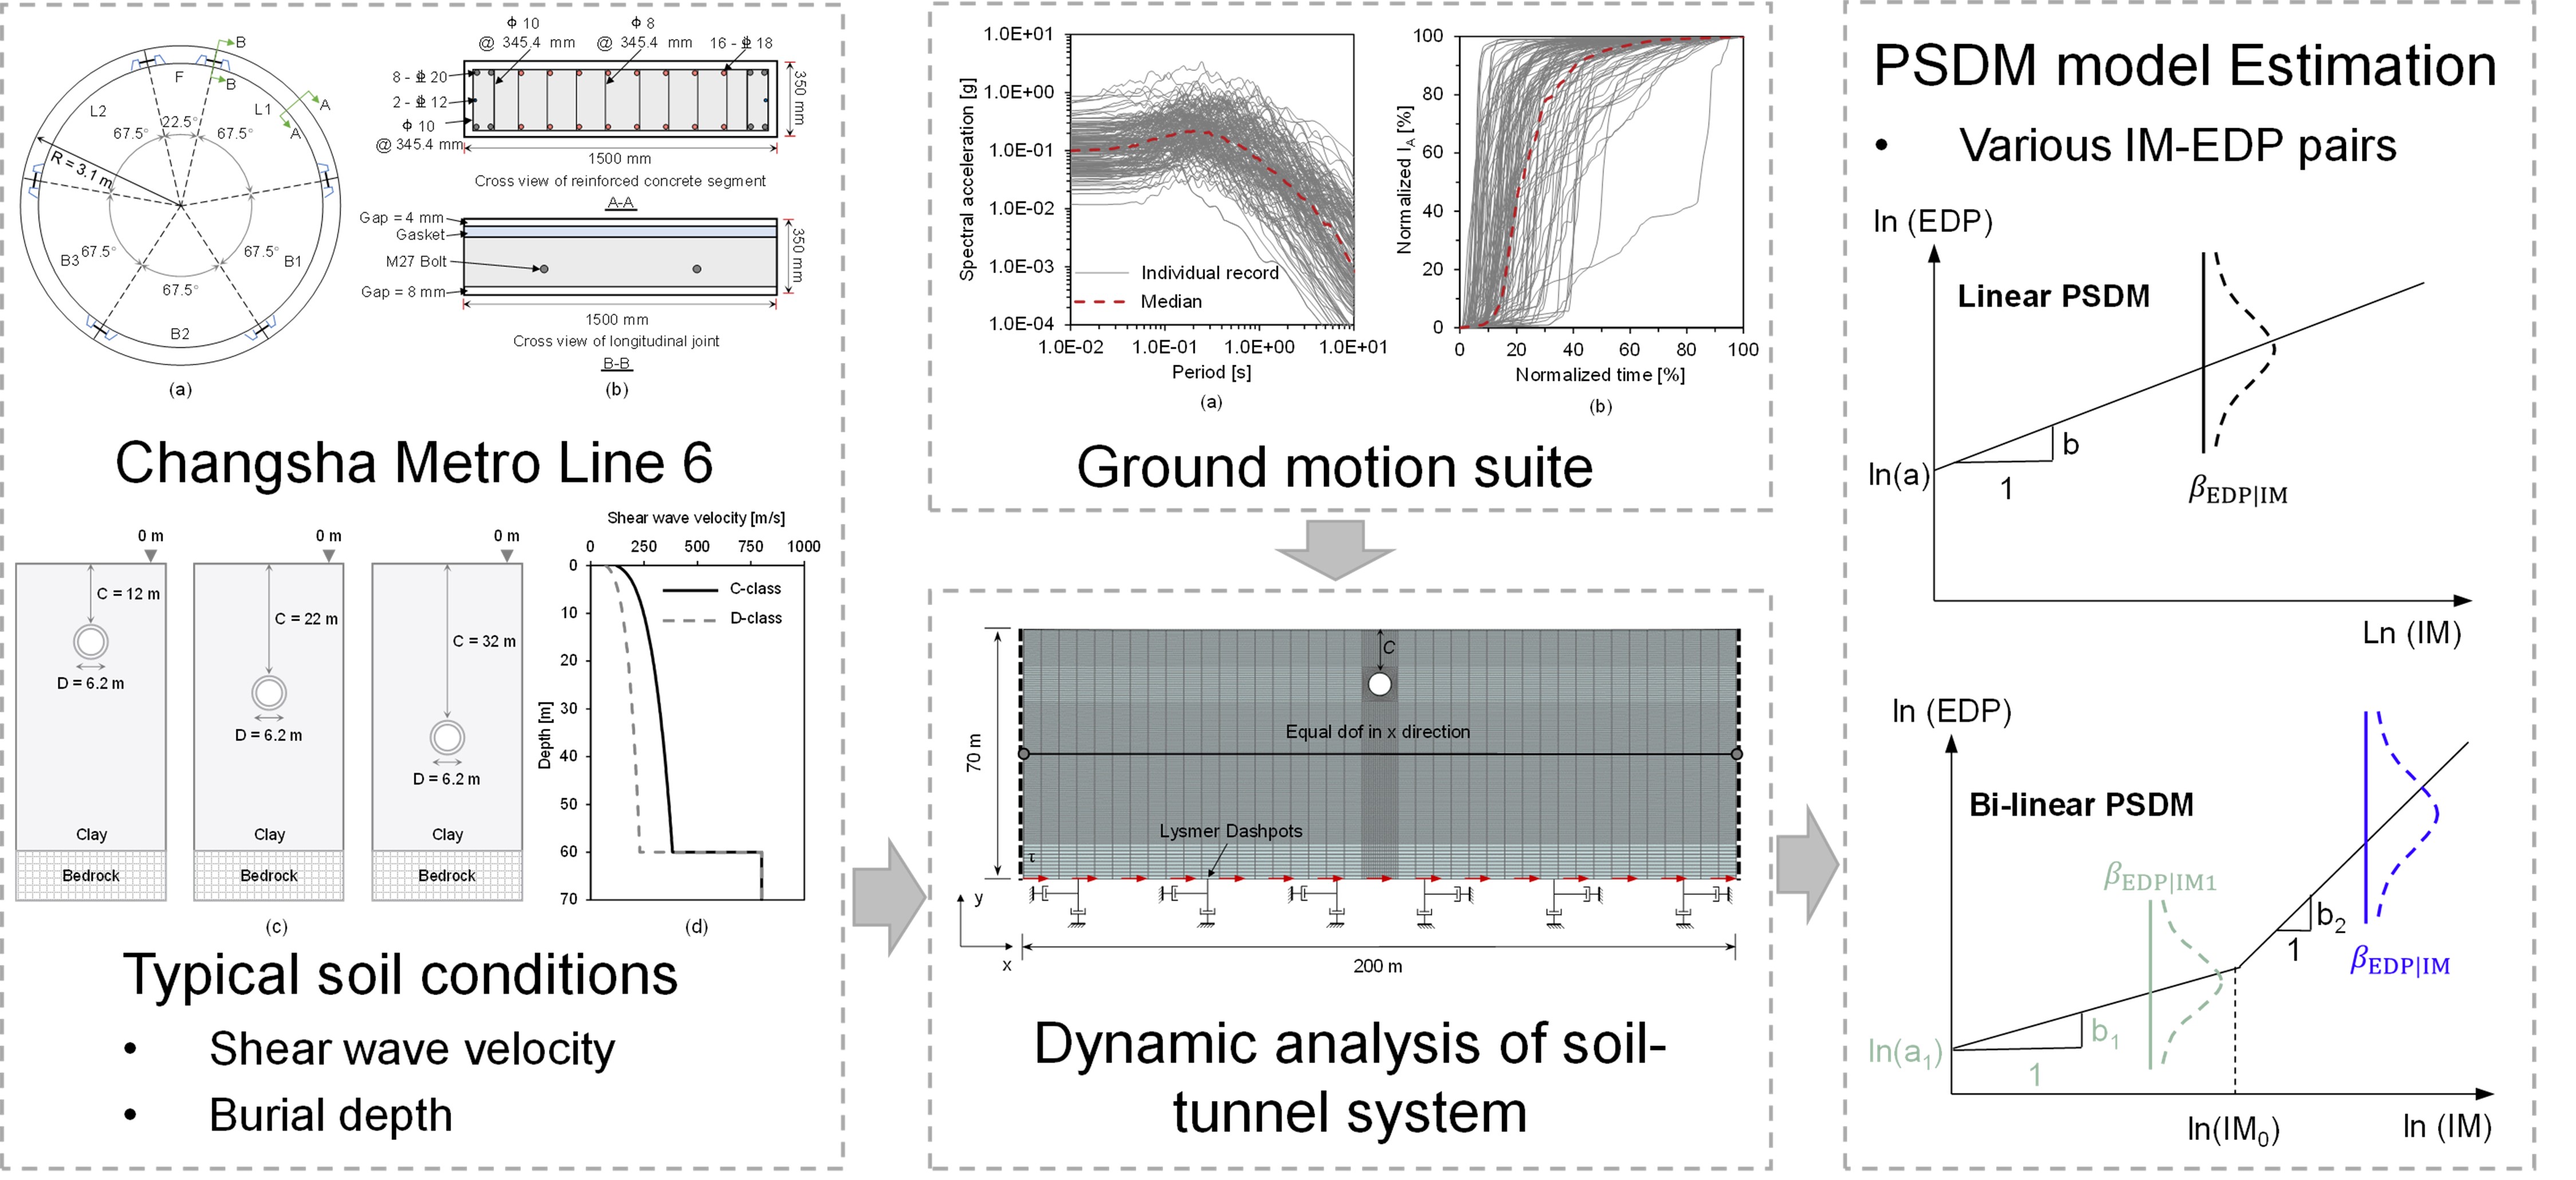 B
B
F
L2
L1
A
A
22.5°
67.5°
67.5°
R = 3.1 m
B3
67.5°
67.5°
B1
67.5°
B2
(a)
Φ 10
@ 345.4 mm
Φ 8
@ 345.4 mm
16 - Φ 18
8 - Φ 20
2 - Φ 12
Φ 10
@ 345.4 mm
350 mm
1500 mm
Cross view of reinforced concrete segment
A-A
Gap = 4 mm
Gasket
M27 Bolt
Gap = 8 mm
350 mm
1500 mm
Cross view of longitudinal joint
B-B
(b)
Changsha Metro Line 6
0 m
C = 12 m
D = 6.2 m
Clay
Bedrock
0 m
C = 22 m
D = 6.2 m
Clay
Bedrock
0 m
C = 32 m
D = 6.2 m
Clay
Bedrock
(c)
Shear wave velocity [m/s]
0 250 500 750 1000
C-class
D-class
Depth [m]
0
10
20
30
40
50
60
70
(d)
Typical soil conditions
• Shear wave velocity
• Burial depth
Spectral acceleration [g]
1.0E+01
1.0E+00
1.0E-01
1.0E-02
1.0E-03
1.0E-04
Individual record
Median
1.0E-02 1.0E-01 1.0E+00 1.0E+01
Period [s]
(a)
Normalized I_A [%]
100
80
60
40
20
0
0 20 40 60 80 100
Normalized time [%]
(b)
Ground motion suite
C
70 m
Equal dof in x direction
Lysmer Dashpots
τ
y
x
200 m
Dynamic analysis of soil-
tunnel system
PSDM model Estimation
• Various IM-EDP pairs
ln (EDP)
Linear PSDM
b
ln(a)
1
β_EDP|IM
Ln (IM)
ln (EDP)
Bi-linear PSDM
β_EDP|IM1
b₂
1
β_EDP|IM
ln(a₁)
b₁
1
ln(IM₀)
ln (IM)